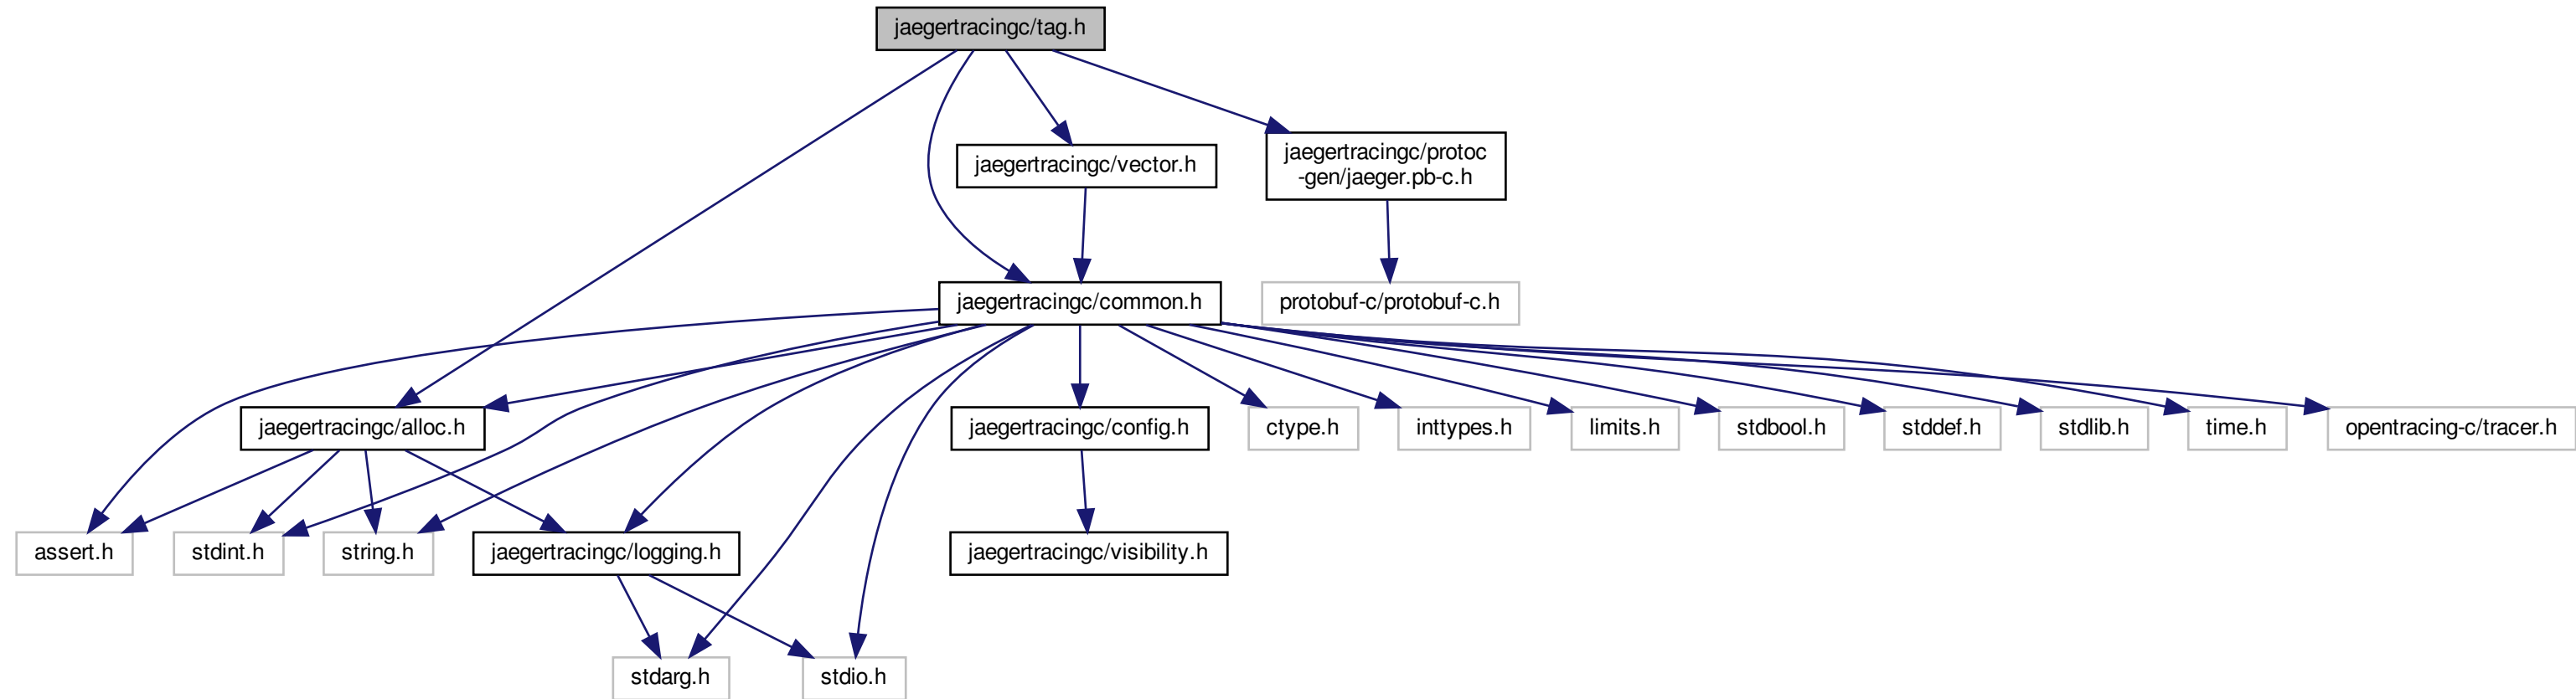 jaegertracingc/tag.h
jaegertracingc/vector.h
jaegertracingc/protoc
-gen/jaeger.pb-c.h
jaegertracingc/common.h
protobuf-c/protobuf-c.h
jaegertracingc/alloc.h
jaegertracingc/config.h
ctype.h
inttypes.h
limits.h
stdbool.h
stddef.h
stdlib.h
time.h
opentracing-c/tracer.h
assert.h
stdint.h
string.h
jaegertracingc/logging.h
jaegertracingc/visibility.h
stdarg.h
stdio.h